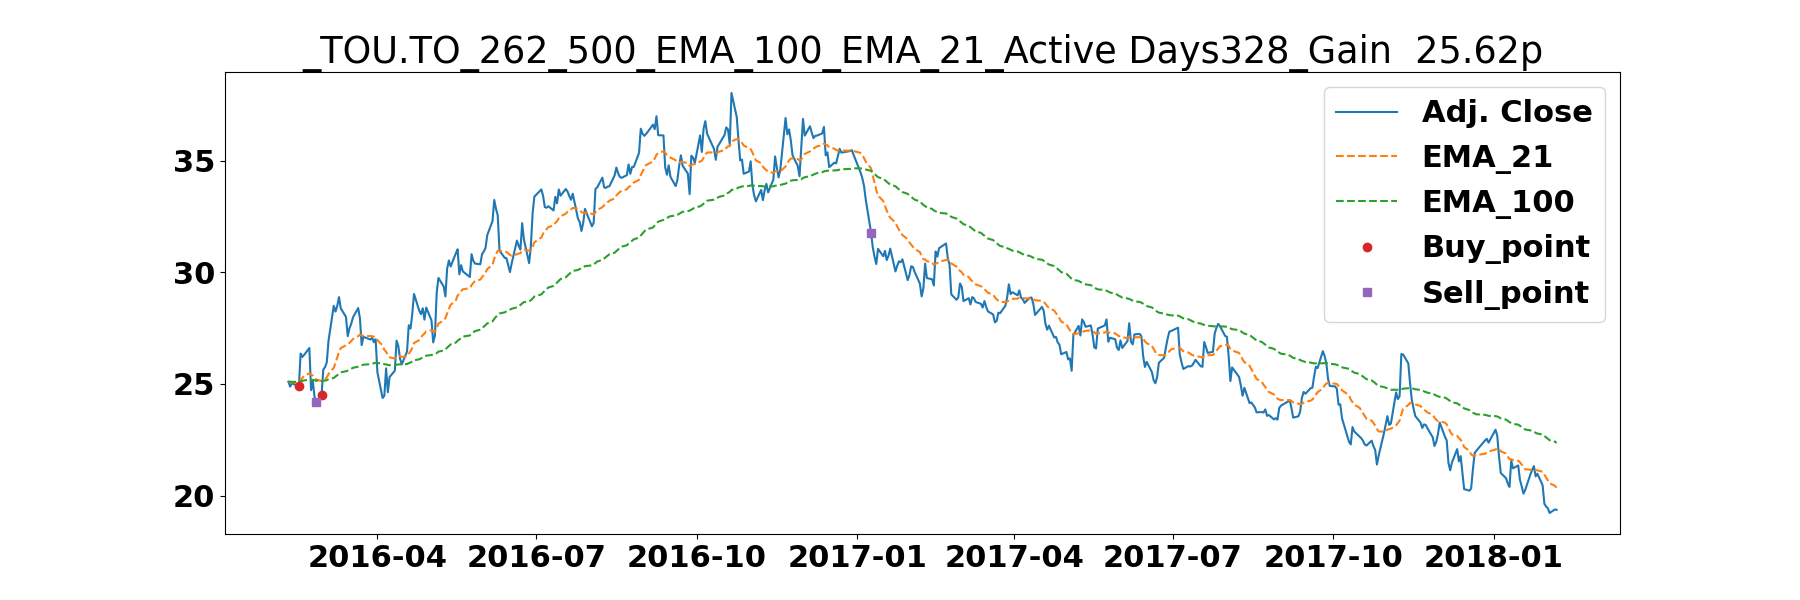 _TOU.TO_262_500_EMA_100_EMA_21_Active Days328_Gain  25.62p
Adj. Close
EMA_21
EMA_100
Buy_point
Sell_point
35
30
25
20
2016-04 2016-07 2016-10 2017-01 2017-04 2017-07 2017-10 2018-01